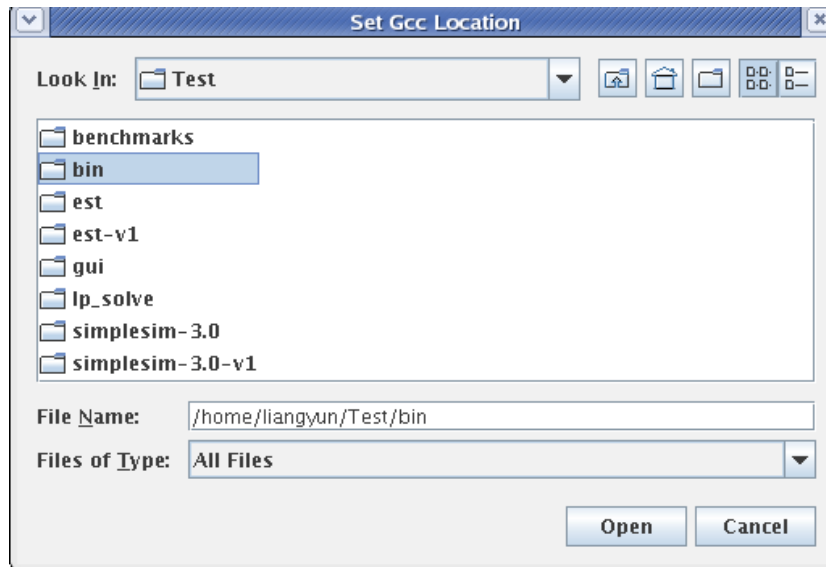 Set Gcc Location
Look In: Test
benchmarks
bin
est
est-v1
gui
lp_solve
simplesim-3.0
simplesim-3.0-v1
File Name: /home/liangyun/Test/bin
Files of Type: All Files
Open Cancel